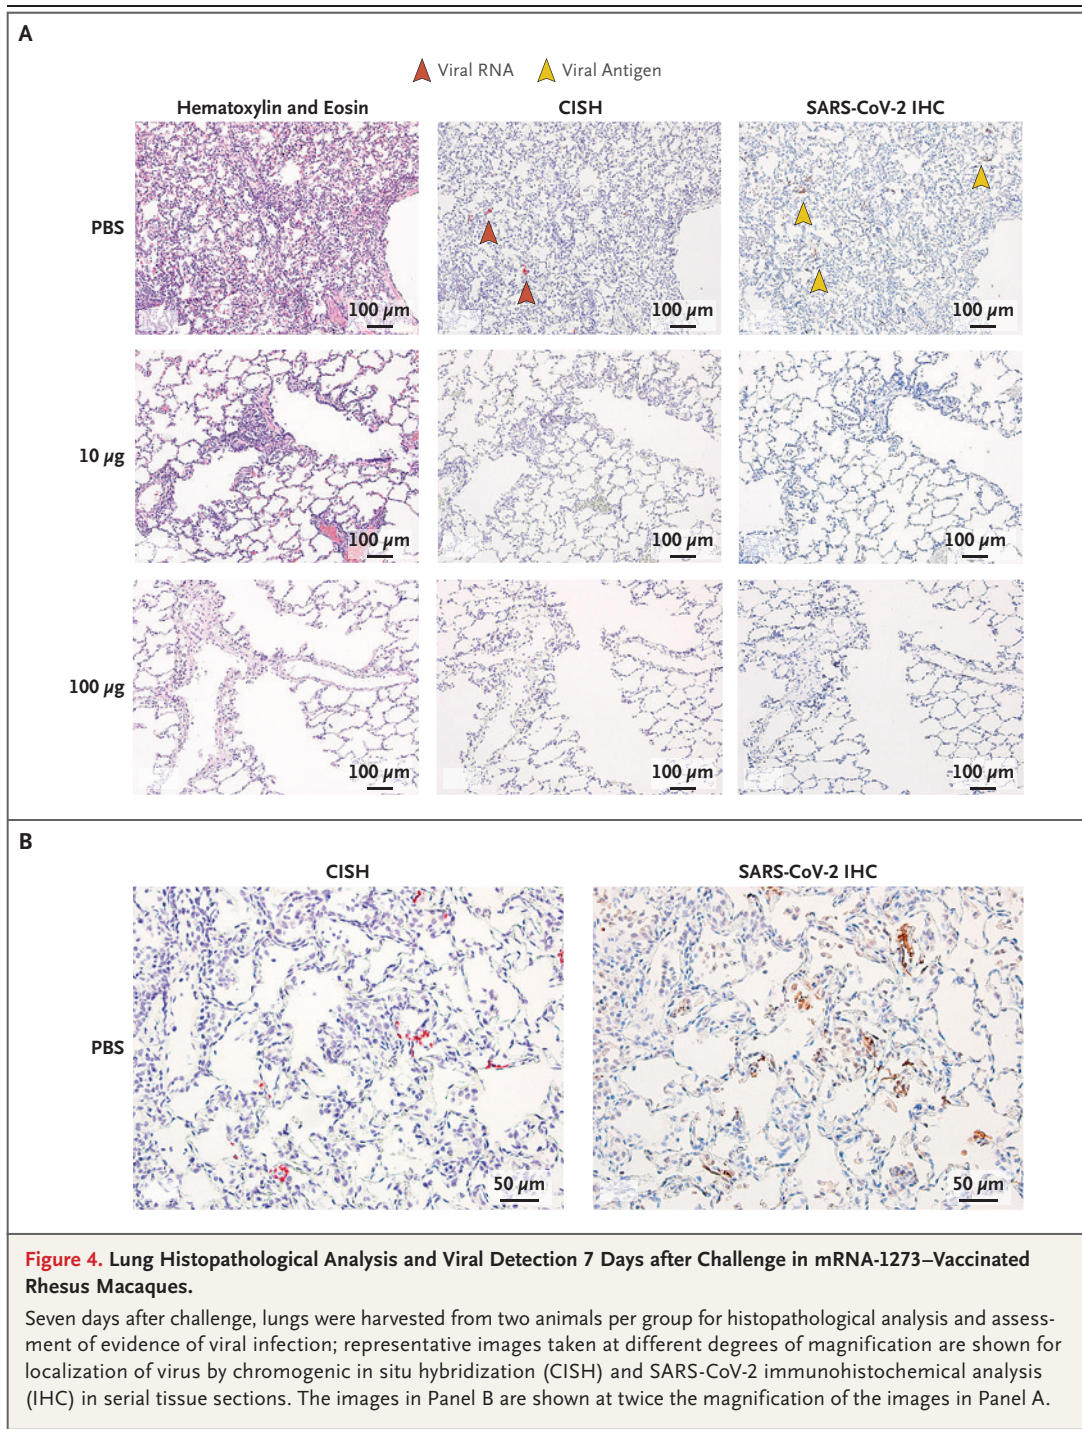 A
Viral RNA Viral Antigen
Hematoxylin and Eosin CISH SARS-CoV-2 IHC
PBS
100 µm 100 µm 100 µm
10 µg
100 µm 100 µm 100 µm
100 µg
100 µm 100 µm 100 µm
B
CISH SARS-CoV-2 IHC
PBS
50 µm 50 µm
Figure 4. Lung Histopathological Analysis and Viral Detection 7 Days after Challenge in mRNA-1273–Vaccinated
Rhesus Macaques.
Seven days after challenge, lungs were harvested from two animals per group for histopathological analysis and assess-
ment of evidence of viral infection; representative images taken at different degrees of magnification are shown for
localization of virus by chromogenic in situ hybridization (CISH) and SARS-CoV-2 immunohistochemical analysis
(IHC) in serial tissue sections. The images in Panel B are shown at twice the magnification of the images in Panel A.